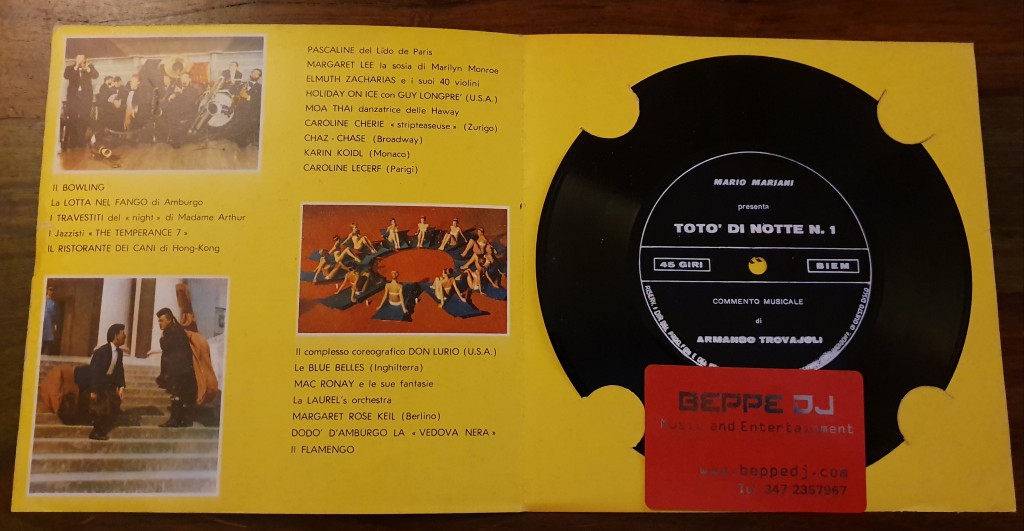 PASCALINE del Lido de Paris
MARGARET LEE la sosia di Marilyn Monroe
ELMUTH ZACHARIAS e i suoi 40 violini
HOLIDAY ON ICE con GUY LONGPRE' (U.S.A.)
MOA THAI danzatrice delle Haway
CAROLINE CHERIE « stripteaseuse » (Zurigo)
CHAZ - CHASE (Broadway)
KARIN KOIDL (Monaco)
CAROLINE LECERF (Parigi)
Il BOWLING
La LOTTA NEL FANGO di Amburgo
I TRAVESTITI del « night » di Madame Arthur
I Jazzisti « THE TEMPERANCE 7 »
IL RISTORANTE DEI CANI di Hong-Kong
Il complesso coreografico DON LURIO (U.S.A.)
Le BLUE BELLES (Inghilterra)
MAC RONAY e le sue fantasie
La LAUREL's orchestra
MARGARET ROSE KEIL (Berlino)
DODO' D'AMBURGO LA « VEDOVA NERA »
Il FLAMENGO
MARIO MARIANI
presenta
TOTO' DI NOTTE N. 1
45 GIRI
BIEM
COMMENTO MUSICALE
di
ARMANDO TROVAJOLI
DI QUESTO DISCO
BEPPE DJ
Music and Entertainment
www.beppedj.com
Tel 347 2357967